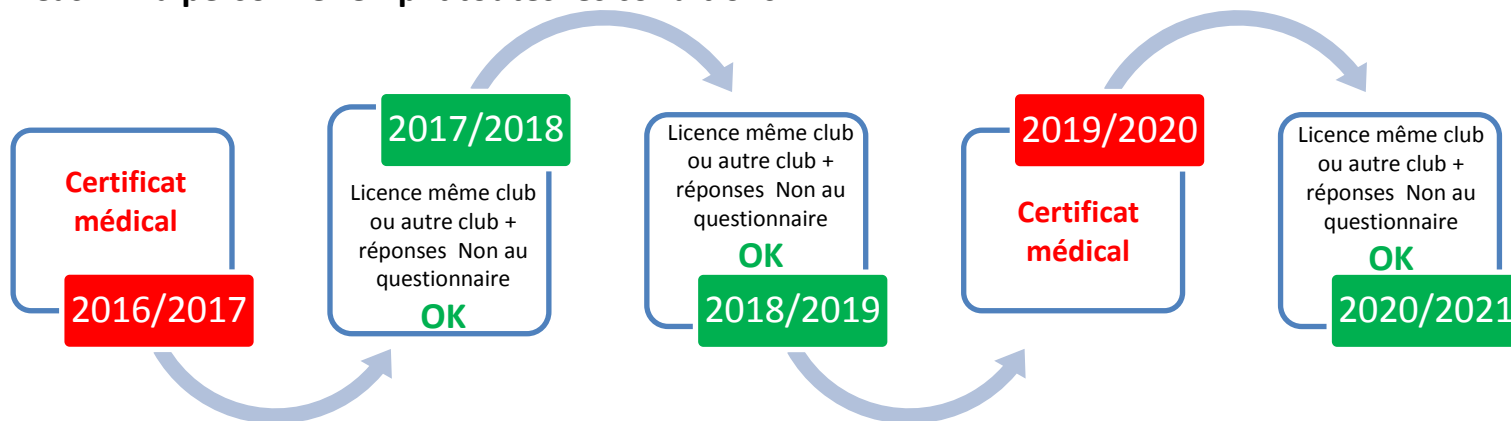 Certificat
médical
2016/2017
2017/2018
Licence même club
ou autre club +
réponses Non au
questionnaire
OK
Licence même club
ou autre club +
réponses Non au
questionnaire
OK
2018/2019
2019/2020
Certificat
médical
Licence même club
ou autre club +
réponses Non au
questionnaire
OK
2020/2021